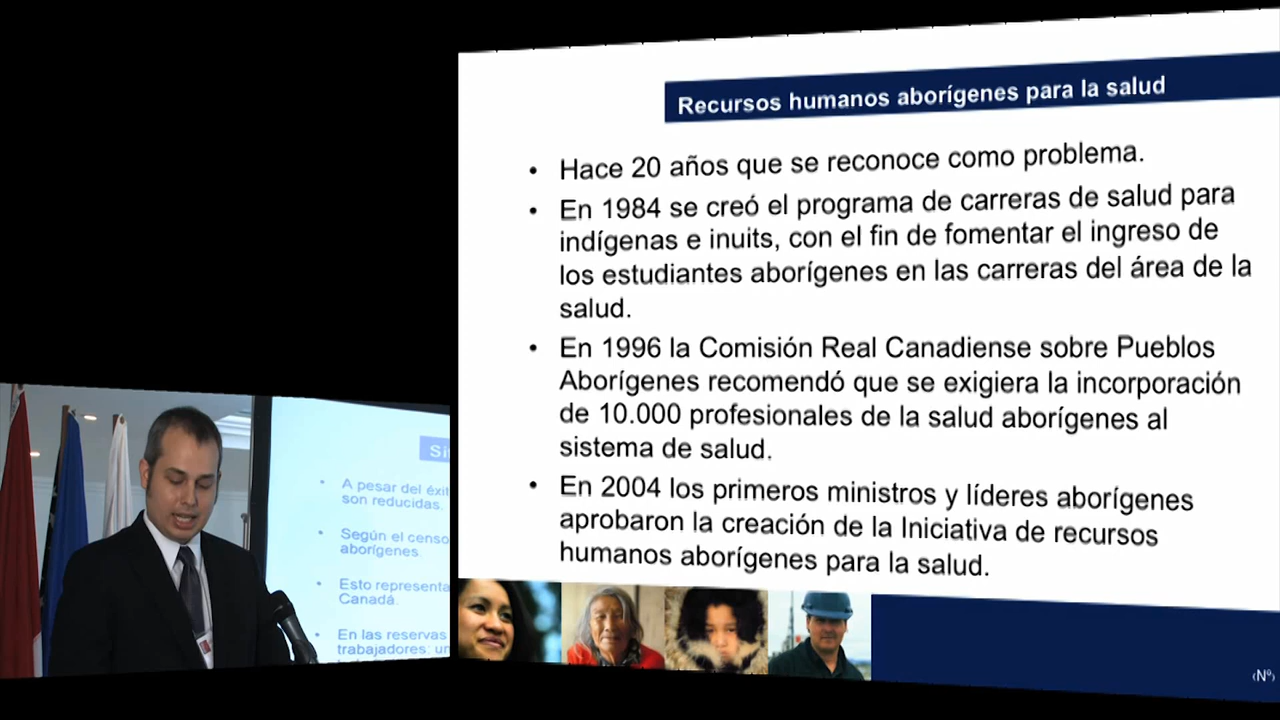 Recursos humanos aborígenes para la salud
• Hace 20 años que se reconoce como problema.
• En 1984 se creó el programa de carreras de salud para
indígenas e inuits, con el fin de fomentar el ingreso de
los estudiantes aborígenes en las carreras del área de la
salud.
• En 1996 la Comisión Real Canadiense sobre Pueblos
Aborígenes recomendó que se exigiera la incorporación
de 10.000 profesionales de la salud aborígenes al
sistema de salud.
• En 2004 los primeros ministros y líderes aborígenes
aprobaron la creación de la Iniciativa de recursos
humanos aborígenes para la salud.
‹Nº›
• A pesar del éxit
son reducidas.
• Según el censo
aborígenes.
• Esto representa
Canadá.
• En las reservas
trabajadores: un